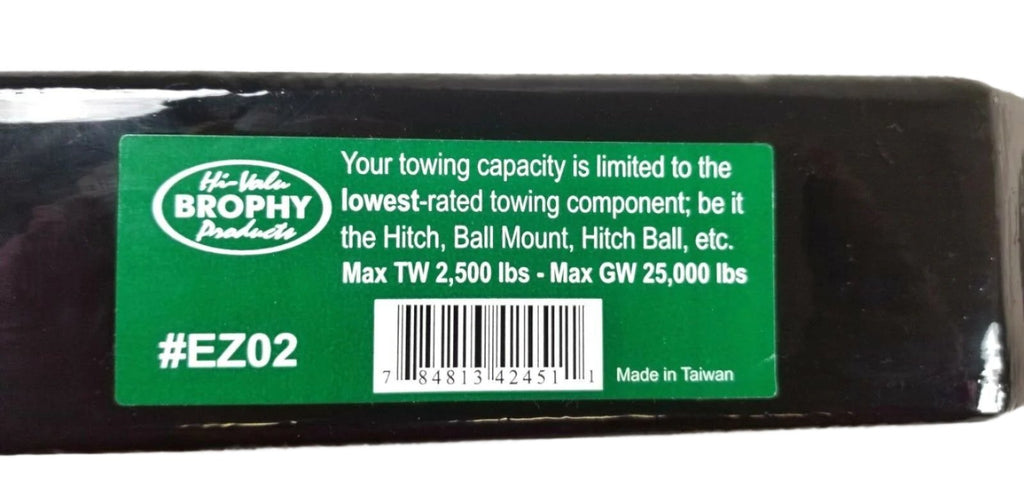 Hi-Valu
BROPHY
Products
Your towing capacity is limited to the
lowest-rated towing component; be it
the Hitch, Ball Mount, Hitch Ball, etc.
Max TW 2,500 lbs - Max GW 25,000 lbs
#EZ02
7 84813 42451 1
Made in Taiwan